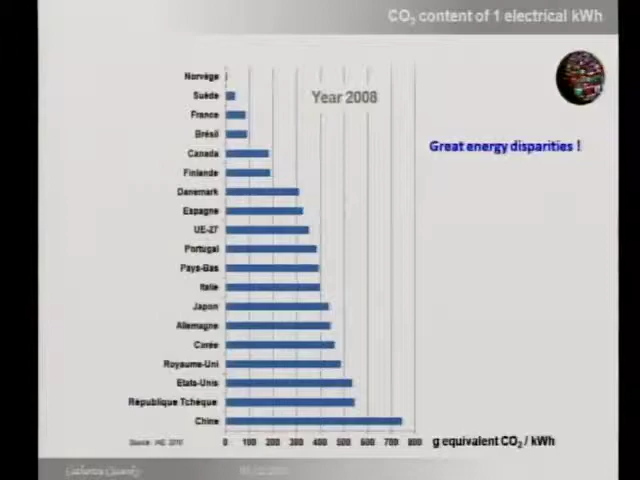 CO2 content of 1 electrical kWh
Year 2008
Great energy disparities !
Norvège
Suède
France
Brésil
Canada
Finlande
Danemark
Espagne
UE-27
Portugal
Pays-Bas
Italie
Japon
Allemagne
Corée
Royaume-Uni
Etats-Unis
République Tchèque
Chine
0 100 200 300 400 500 600 700 800
g equivalent CO2 / kWh
Source :